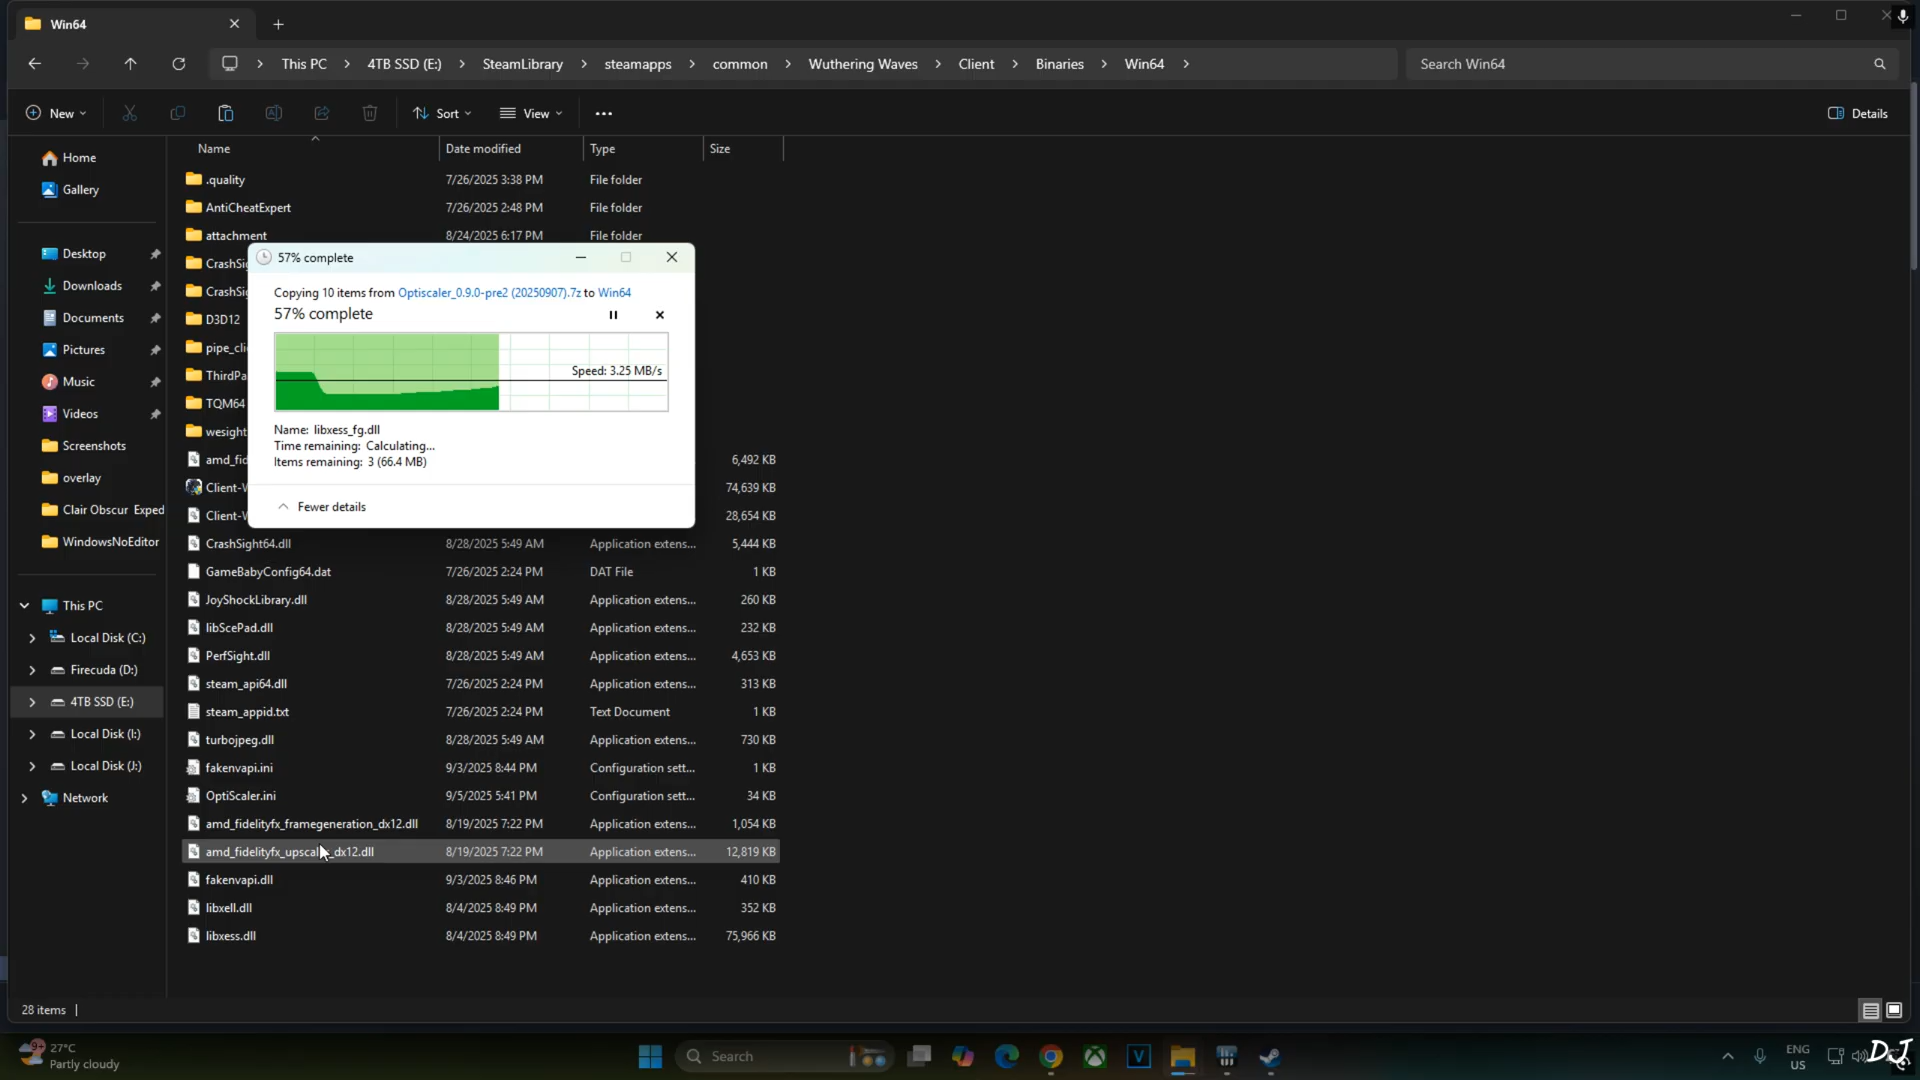 Win64
This PC
4TB SSD (E:)
SteamLibrary
steamapps
common
Wuthering Waves
Client
Binaries
Win64
Search Win64
New
Sort
View
Details
Name
Date modified
Type
Size
Home
Gallery
Desktop
Downloads
Documents
Pictures
Music
Videos
Screenshots
overlay
Clair Obscur Exped
WindowsNoEditor
This PC
Local Disk (C:)
Firecuda (D:)
4TB SSD (E:)
Local Disk (I:)
Local Disk (J:)
Network
.quality 7/26/2025 3:38 PM File folder
AntiCheatExpert 7/26/2025 2:48 PM File folder
attachment 8/24/2025 6:17 PM File folder
CrashSig
CrashSig
D3D12
pipe_cli
ThirdPa
TQM64
wesight
amd_fid 6,492 KB
Client-W 74,639 KB
Client-W 28,654 KB
CrashSight64.dll 8/28/2025 5:49 AM Application extens... 5,444 KB
GameBabyConfig64.dat 7/26/2025 2:24 PM DAT File 1 KB
JoyShockLibrary.dll 8/28/2025 5:49 AM Application extens... 260 KB
libScePad.dll 8/28/2025 5:49 AM Application extens... 232 KB
PerfSight.dll 8/28/2025 5:49 AM Application extens... 4,653 KB
steam_api64.dll 7/26/2025 2:24 PM Application extens... 313 KB
steam_appid.txt 7/26/2025 2:24 PM Text Document 1 KB
turbojpeg.dll 8/28/2025 5:49 AM Application extens... 730 KB
fakenvapi.ini 9/3/2025 8:44 PM Configuration sett... 1 KB
OptiScaler.ini 9/5/2025 5:41 PM Configuration sett... 34 KB
amd_fidelityfx_framegeneration_dx12.dll 8/19/2025 7:22 PM Application extens... 1,054 KB
amd_fidelityfx_upscaler_dx12.dll 8/19/2025 7:22 PM Application extens... 12,819 KB
fakenvapi.dll 9/3/2025 8:46 PM Application extens... 410 KB
libxell.dll 8/4/2025 8:49 PM Application extens... 352 KB
libxess.dll 8/4/2025 8:49 PM Application extens... 75,966 KB
57% complete
Copying 10 items from Optiscaler_0.9.0-pre2 (20250907).7z to Win64
57% complete
Speed: 3.25 MB/s
Name: libxess_fg.dll
Time remaining: Calculating...
Items remaining: 3 (66.4 MB)
Fewer details
28 items
9+
27°C
Partly cloudy
Search
V
ENG
US
DJ